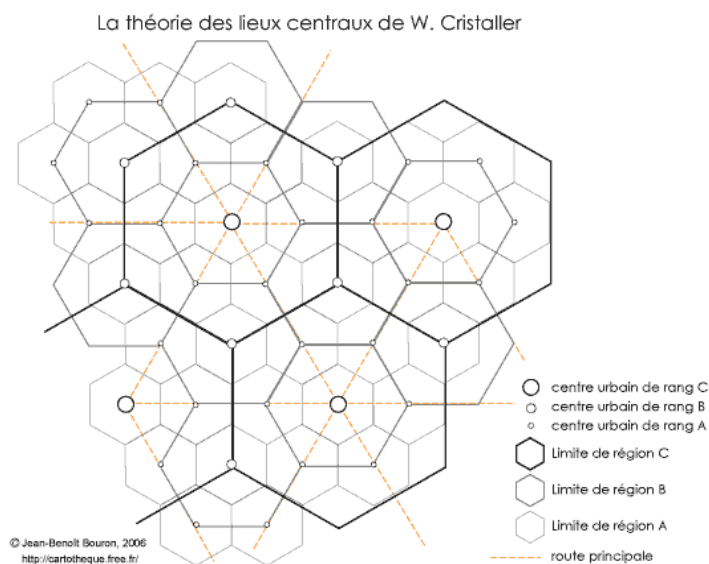 La théorie des lieux centraux de W. Cristaller
centre urbain de rang C
centre urbain de rang B
centre urbain de rang A
Limite de région C
Limite de région B
Limite de région A
route principale
© Jean-Benoît Bouron, 2006
http://cartotheque.free.fr/